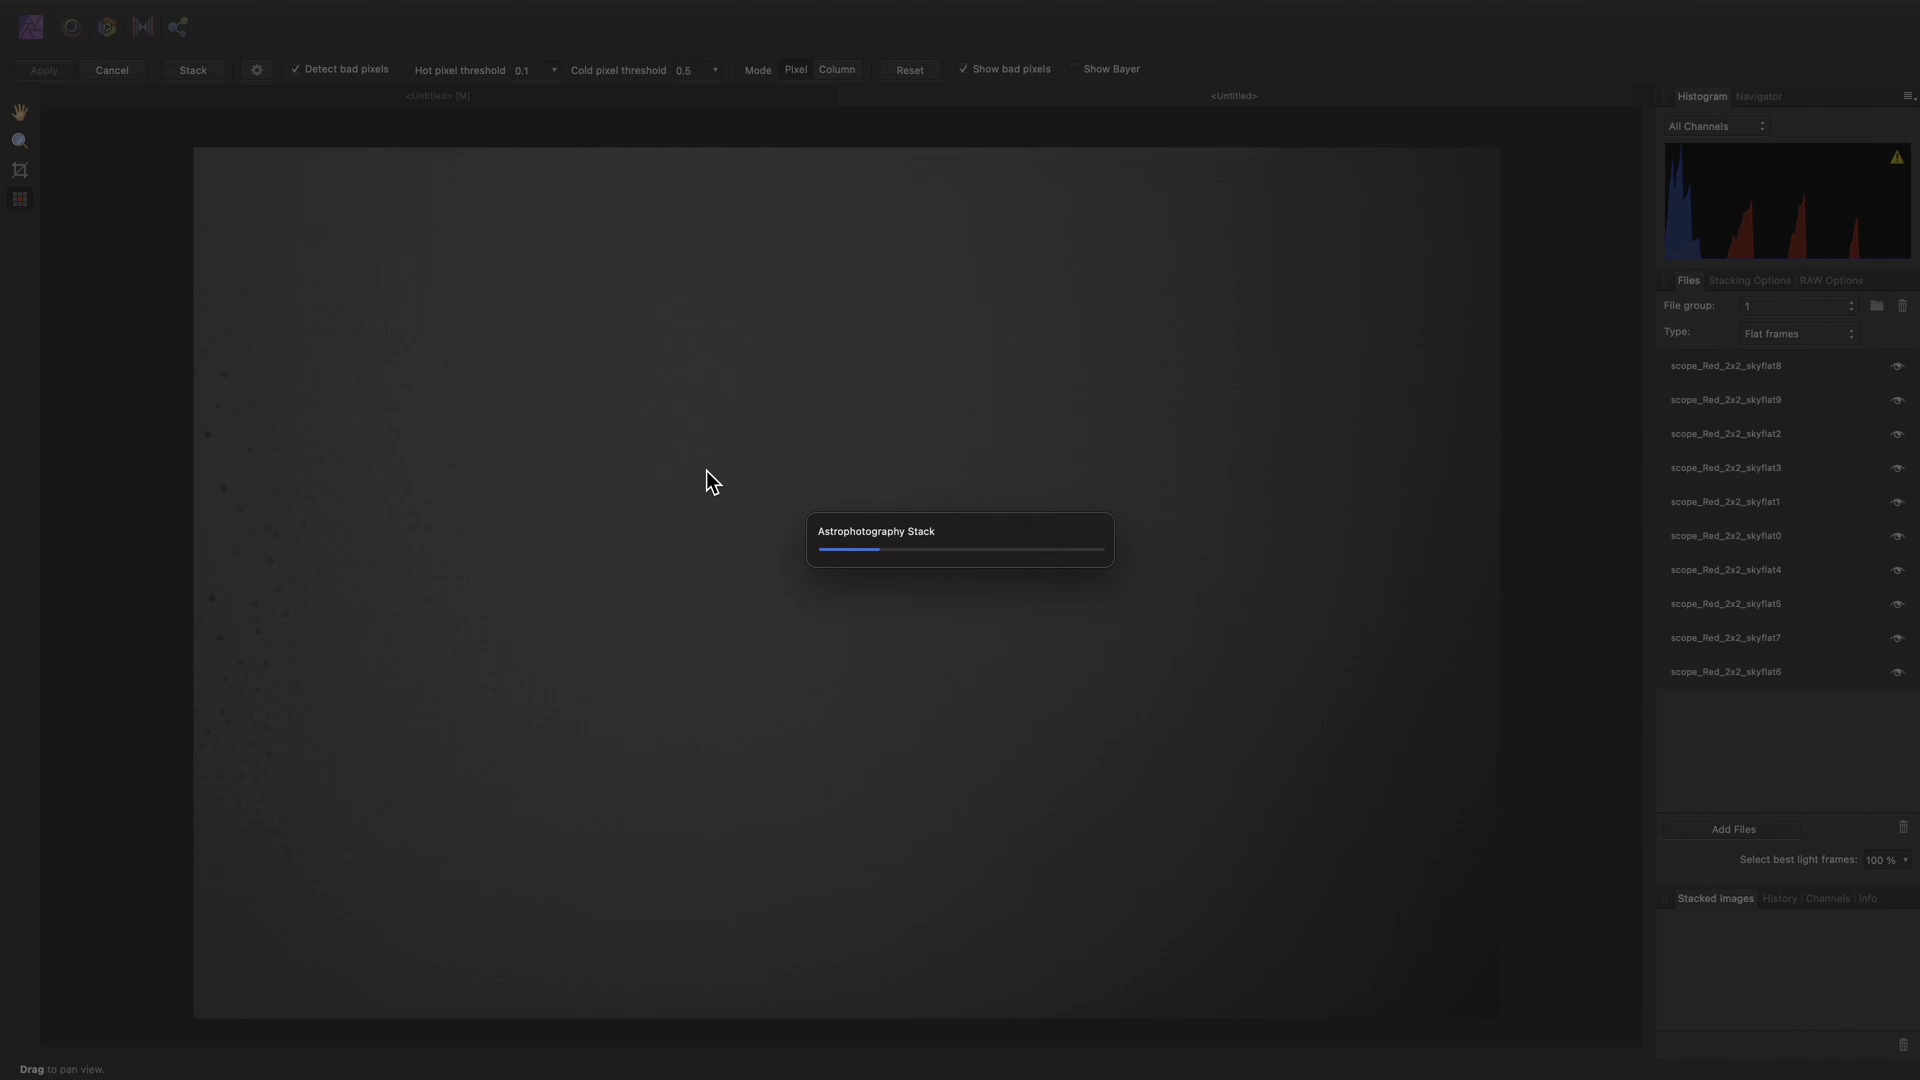 Apply Cancel Stack Detect bad pixels Hot pixel threshold 0.1 Cold pixel threshold 0.5 Mode Pixel Column Reset Show bad pixels Show Bayer
<Untitled> [M] <Untitled>
Histogram Navigator
All Channels
Files Stacking Options RAW Options
File group: 1
Type: Flat frames
scope_Red_2x2_skyflat8
scope_Red_2x2_skyflat9
scope_Red_2x2_skyflat2
scope_Red_2x2_skyflat3
scope_Red_2x2_skyflat1
scope_Red_2x2_skyflat0
scope_Red_2x2_skyflat4
scope_Red_2x2_skyflat5
scope_Red_2x2_skyflat7
scope_Red_2x2_skyflat6
Astrophotography Stack
Add Files
Select best light frames: 100 %
Stacked Images History Channels Info
Drag to pan view.